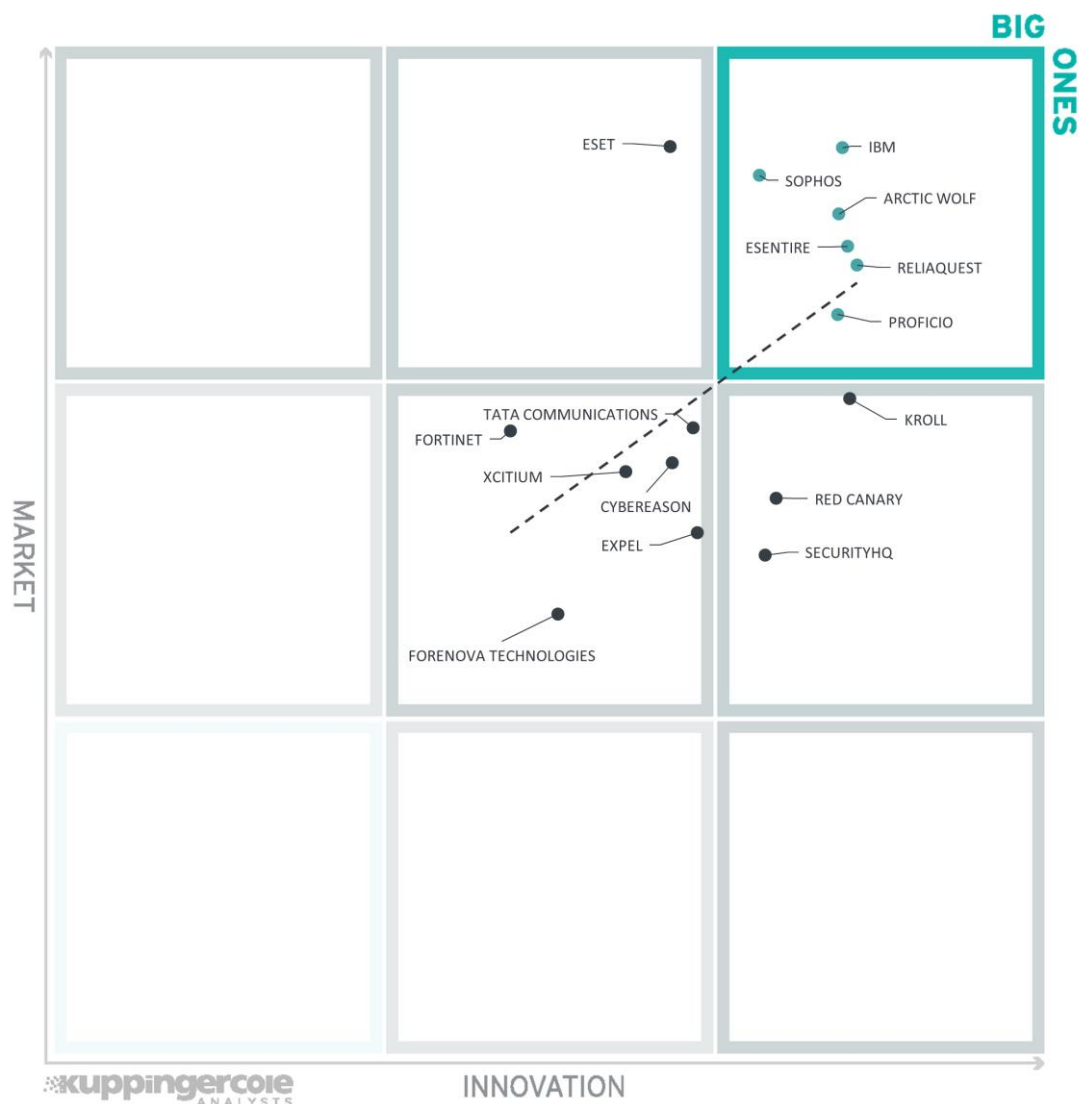 BIG
ONES
ESET
IBM
SOPHOS
ARCTIC WOLF
ESENTIRE
RELIAQUEST
PROFICIO
TATA COMMUNICATIONS
KROLL
FORTINET
XCITIUM
CYBEREASON
RED CANARY
EXPEL
SECURITYHQ
FORENOVA TECHNOLOGIES
MARKET
kuppingercole
ANALYSTS
INNOVATION